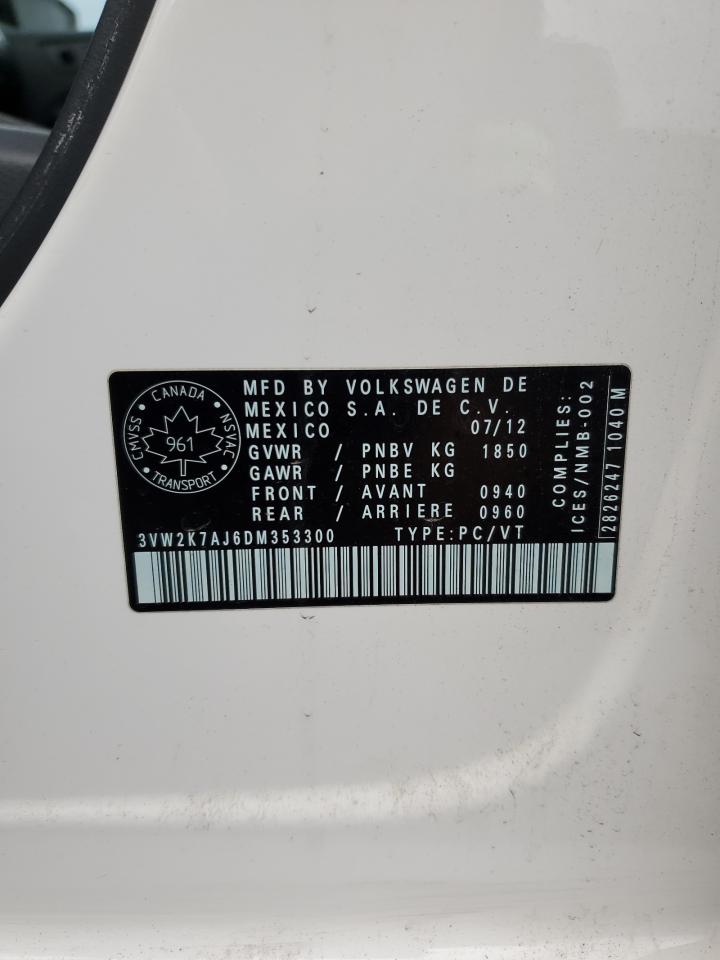 CANADA
CMVSS
NSVAC
961
TRANSPORT
MFD BY VOLKSWAGEN DE
MEXICO S.A. DE C.V.
MEXICO 07/12
GVWR / PNBV KG 1850
GAWR / PNBE KG
FRONT / AVANT 0940
REAR / ARRIERE 0960
3VW2K7AJ6DM353300 TYPE:PC/VT
COMPLIES:
ICES/NMB-002
2826247 1040 M